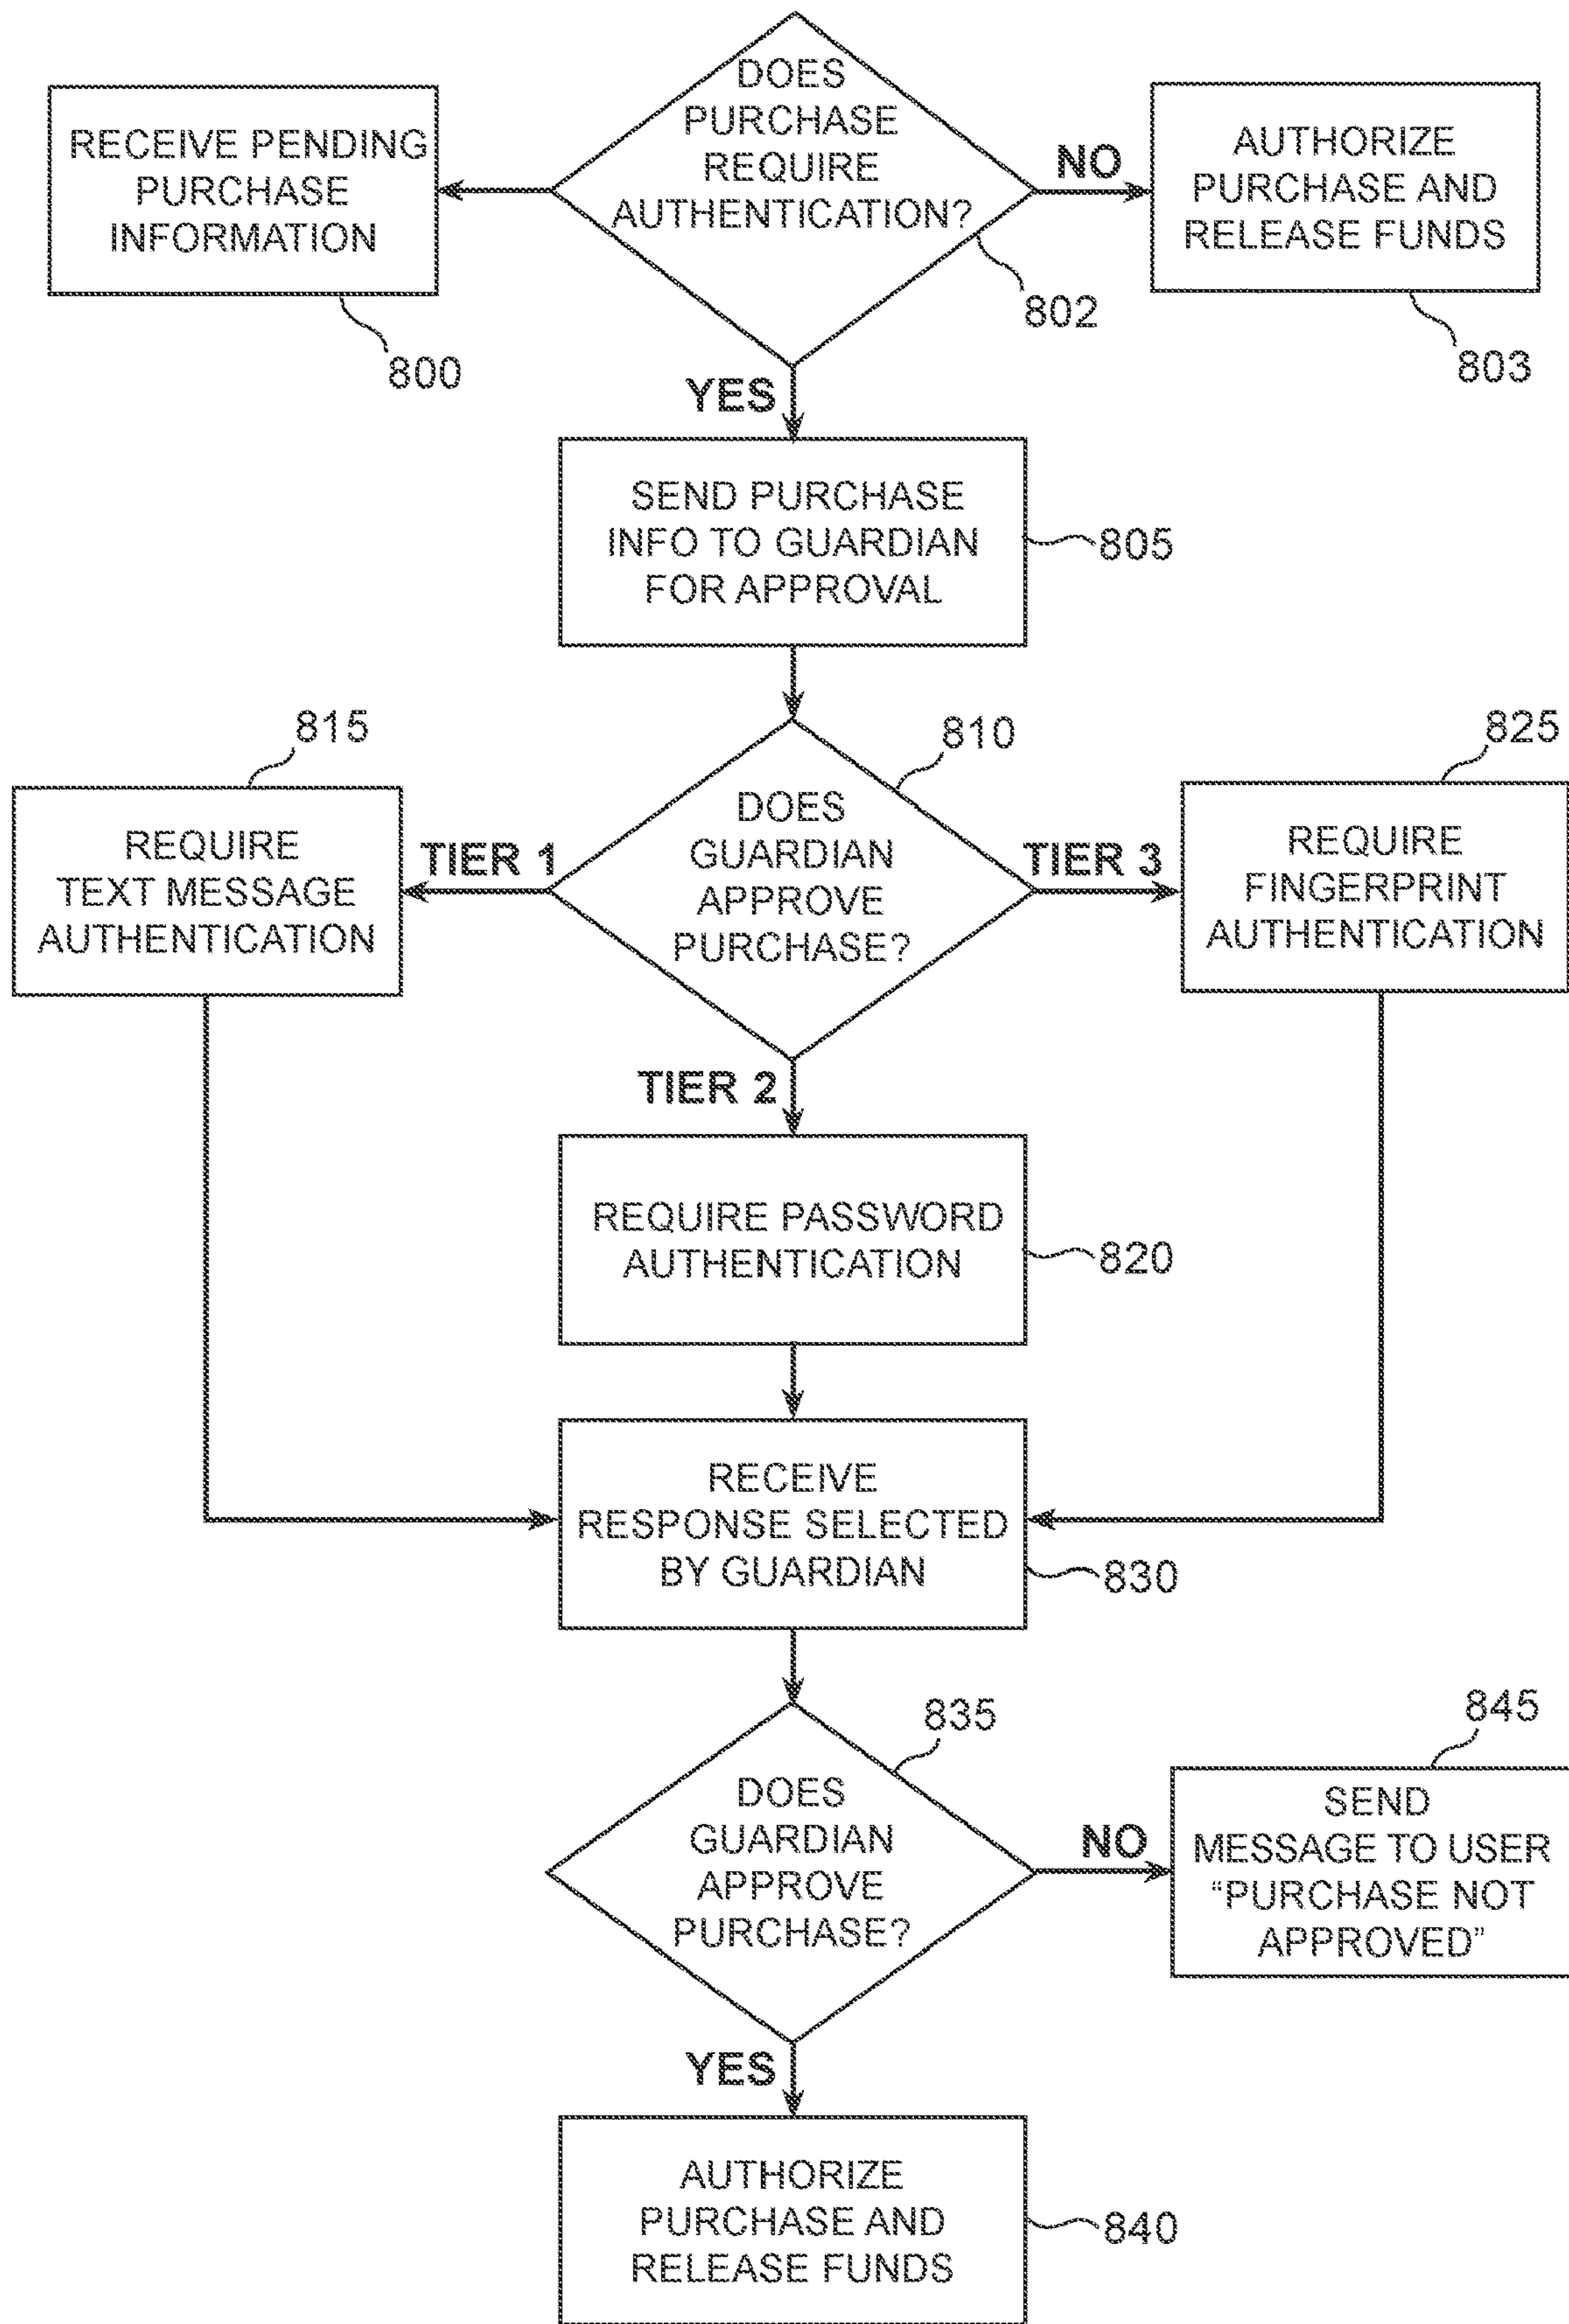 RECEIVE PENDING
PURCHASE
INFORMATION
800
DOES
PURCHASE
REQUIRE
AUTHENTICATION?
802
NO
AUTHORIZE
PURCHASE AND
RELEASE FUNDS
803
YES
SEND PURCHASE
INFO TO GUARDIAN
FOR APPROVAL
805
815
REQUIRE
TEXT MESSAGE
AUTHENTICATION
TIER 1
810
DOES
GUARDIAN
APPROVE
PURCHASE?
TIER 3
825
REQUIRE
FINGERPRINT
AUTHENTICATION
TIER 2
REQUIRE PASSWORD
AUTHENTICATION
820
RECEIVE
RESPONSE SELECTED
BY GUARDIAN
830
835
DOES
GUARDIAN
APPROVE
PURCHASE?
NO
845
SEND
MESSAGE TO USER
“PURCHASE NOT
APPROVED”
YES
AUTHORIZE
PURCHASE AND
RELEASE FUNDS
840